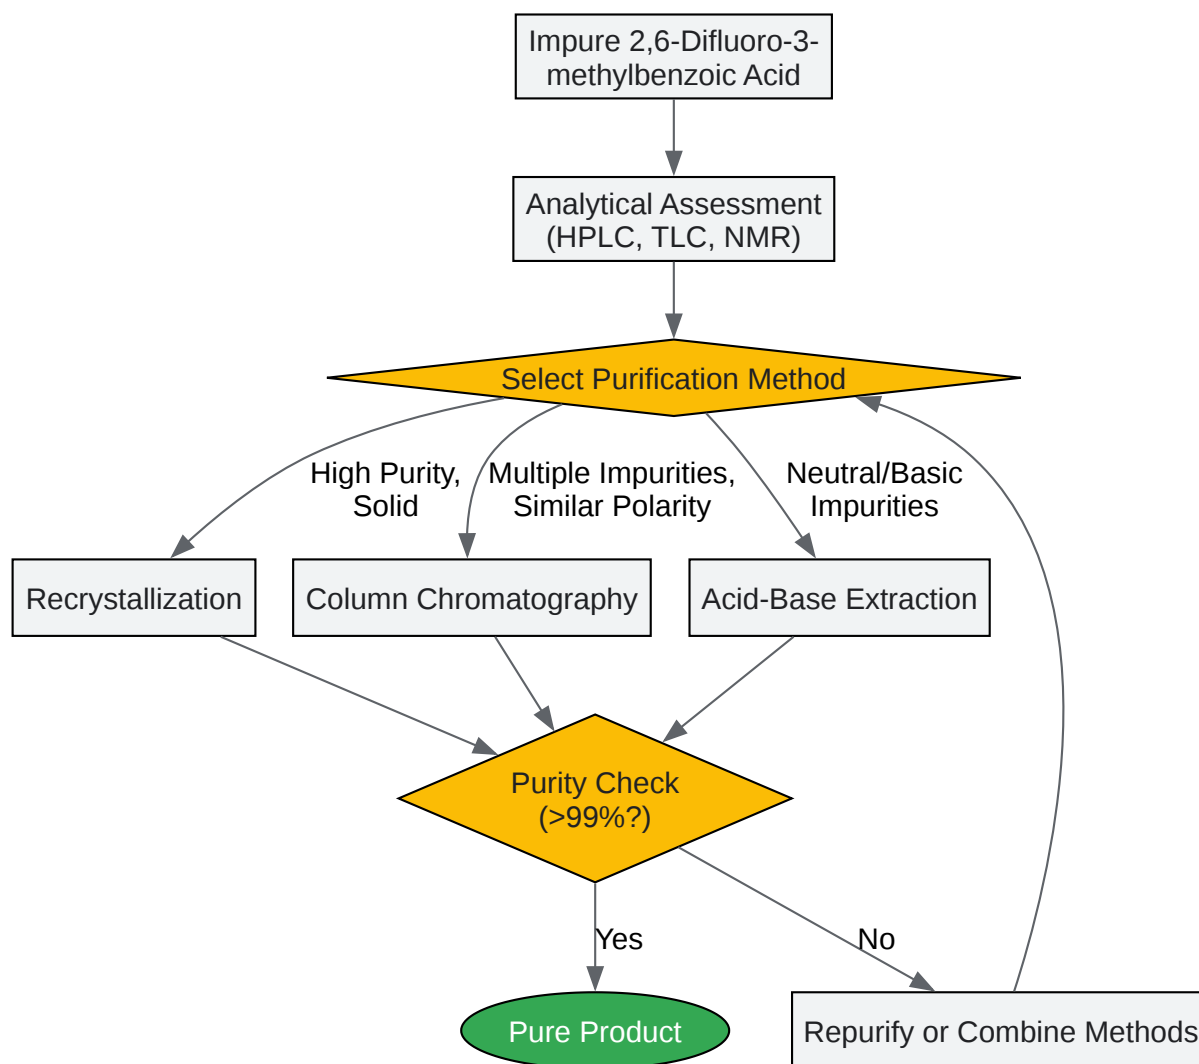 Impure 2,6-Difluoro-3-
methylbenzoic Acid
Analytical Assessment
(HPLC, TLC, NMR)
Select Purification Method
High Purity,
Solid
Multiple Impurities,
Similar Polarity
Neutral/Basic
Impurities
Recrystallization
Column Chromatography
Acid-Base Extraction
Purity Check
(>99%?)
Yes
No
Pure Product
Repurify or Combine Methods